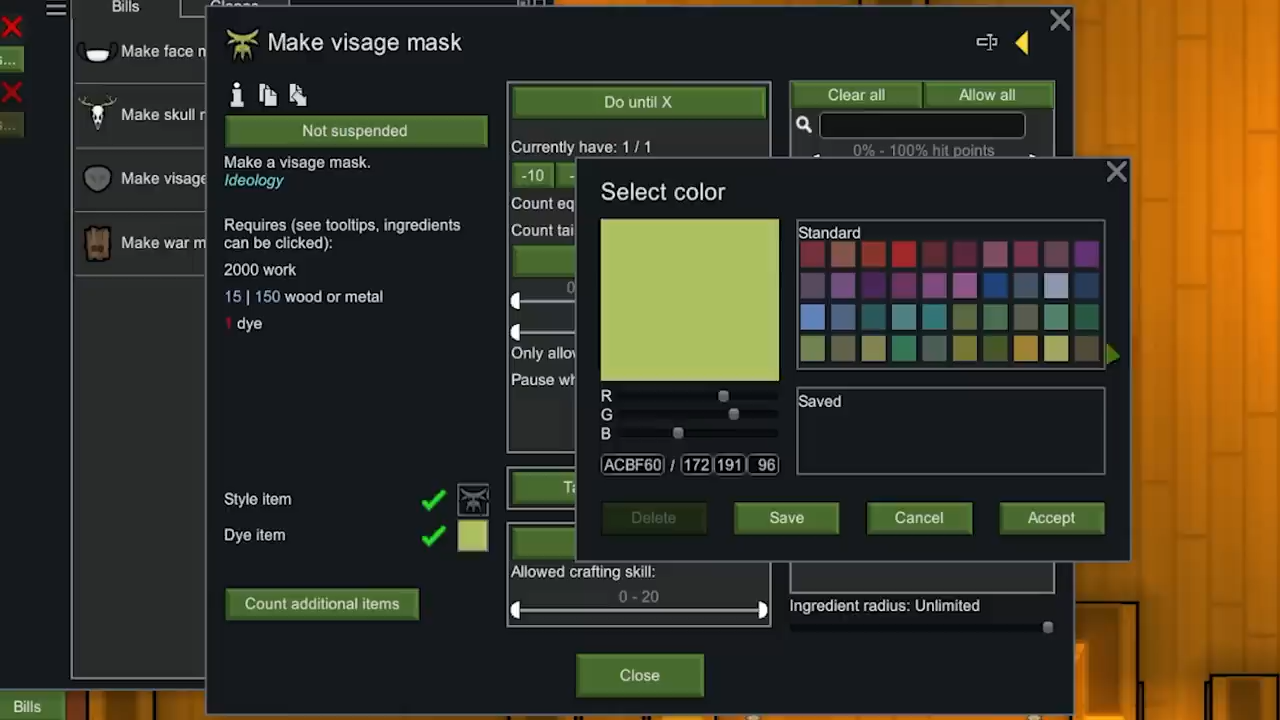 Bills
Make visage mask
Make face
Make skull
Make visage
Make war
Not suspended
Make a visage mask.
Ideology
Requires (see tooltips, ingredients
can be clicked):
2000 work
15 | 150 wood or metal
1 dye
Style item
Dye item
Count additional items
Do until X
Currently have: 1 / 1
-10
Count
Count
Only
Pause
Allowed crafting skill:
0 - 20
Close
Clear all
Allow all
0% - 100% hit points
Ingredient radius: Unlimited
Select color
Standard
Saved
R
G
B
ACBF60 / 172 191 96
Delete
Save
Cancel
Accept
Bills